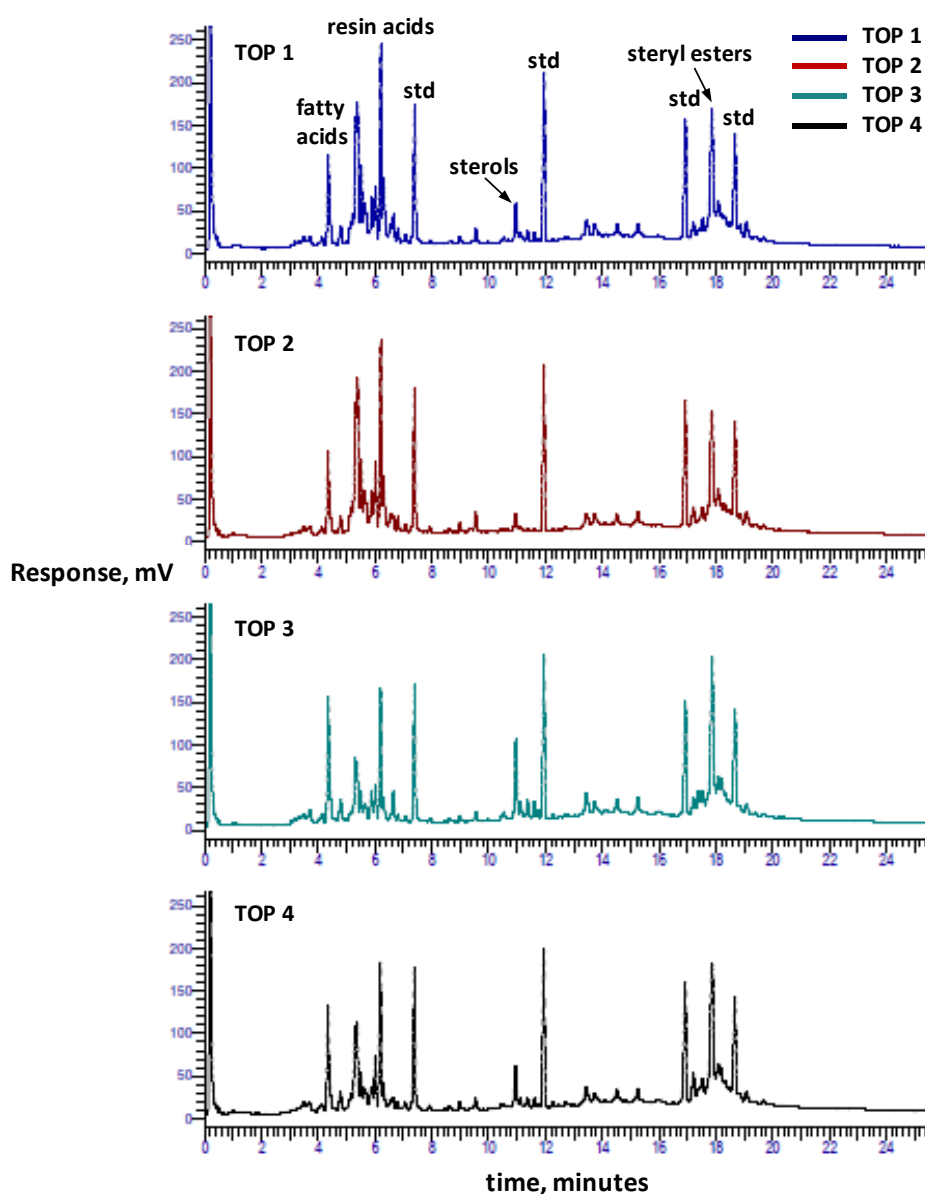 resin acids
TOP 1
TOP 1
std
steryl esters
TOP 2
TOP 3
TOP 4
fatty
acids
std
std
std
sterols
250
200
150
100
50
0
0 2 4 6 8 10 12 14 16 18 20 22 24
TOP 2
250
200
150
100
50
0
0 2 4 6 8 10 12 14 16 18 20 22 24
Response, mV
TOP 3
250
200
150
100
50
0
0 2 4 6 8 10 12 14 16 18 20 22 24
TOP 4
250
200
150
100
50
0
0 2 4 6 8 10 12 14 16 18 20 22 24
time, minutes